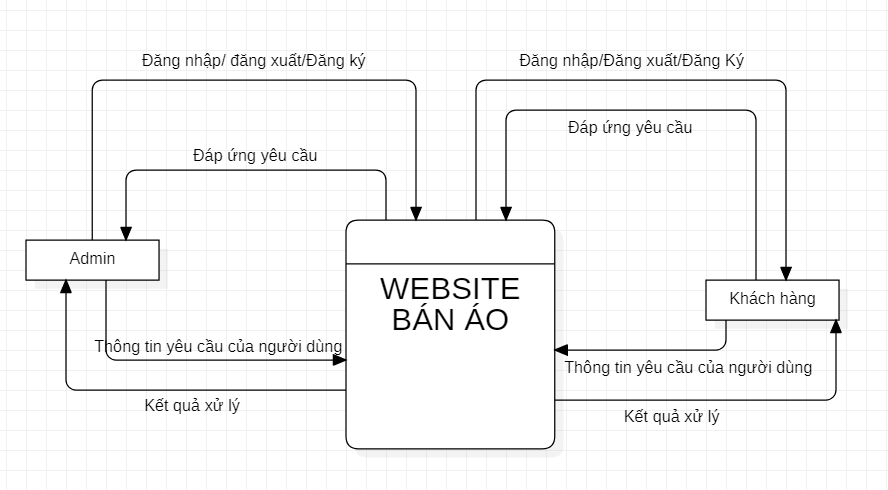 Đăng nhập/ đăng xuất/Đăng ký
Đăng nhập/Đăng xuất/Đăng Ký
Đáp ứng yêu cầu
Đáp ứng yêu cầu
Admin
Khách hàng
WEBSITE
BÁN ÁO
Thông tin yêu cầu của người dùng
Thông tin yêu cầu của người dùng
Kết quả xử lý
Kết quả xử lý